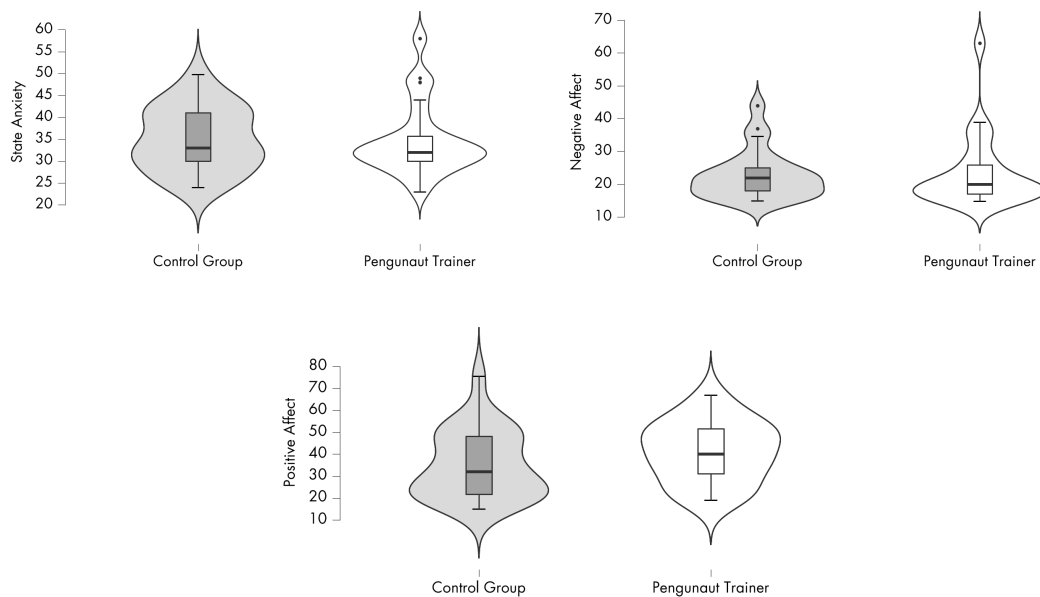 State Anxiety
60
55
50
45
40
35
30
25
20
Control Group
Pengunaut Trainer
Negative Affect
70
60
50
40
30
20
10
Control Group
Pengunaut Trainer
Positive Affect
80
70
60
50
40
30
20
10
Control Group
Pengunaut Trainer